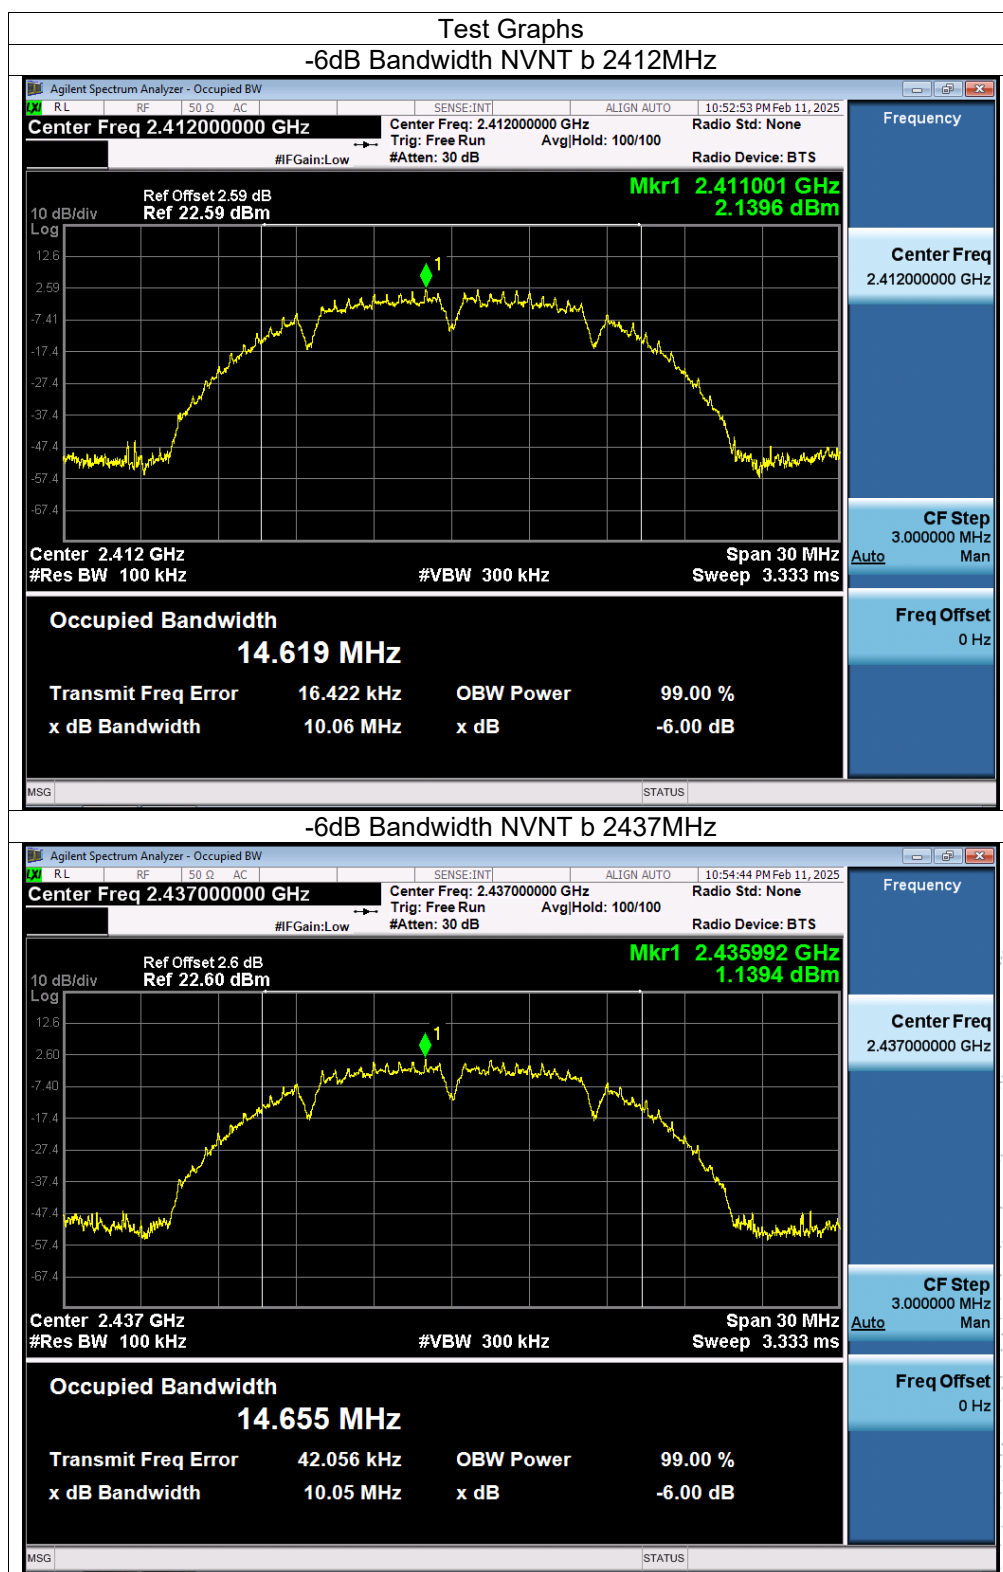 Test Graphs
-6dB Bandwidth NVNT b 2412MHz
Agilent Spectrum Analyzer - Occupied BW
LXI RL RF 50 Ω AC SENSE:INT ALIGN AUTO 10:52:53 PM Feb 11, 2025
Center Freq 2.412000000 GHz
Center Freq: 2.412000000 GHz
Radio Std: None
Trig: Free Run Avg|Hold: 100/100
#IFGain:Low
#Atten: 30 dB
Radio Device: BTS
Frequency
Mkr1 2.411001 GHz
2.1396 dBm
Ref Offset 2.59 dB
10 dB/div Ref 22.59 dBm
Log
12.6
2.59
-7.41
-17.4
-27.4
-37.4
-47.4
-57.4
-67.4
1
Center 2.412 GHz
Span 30 MHz
#Res BW 100 kHz
#VBW 300 kHz
Sweep 3.333 ms
Center Freq
2.412000000 GHz
CF Step
3.000000 MHz
Auto Man
Freq Offset
0 Hz
Occupied Bandwidth
14.619 MHz
Transmit Freq Error 16.422 kHz OBW Power 99.00 %
x dB Bandwidth 10.06 MHz x dB -6.00 dB
MSG STATUS
-6dB Bandwidth NVNT b 2437MHz
Agilent Spectrum Analyzer - Occupied BW
LXI RL RF 50 Ω AC SENSE:INT ALIGN AUTO 10:54:44 PM Feb 11, 2025
Center Freq 2.437000000 GHz
Center Freq: 2.437000000 GHz
Radio Std: None
Trig: Free Run Avg|Hold: 100/100
#IFGain:Low
#Atten: 30 dB
Radio Device: BTS
Frequency
Mkr1 2.435992 GHz
1.1394 dBm
Ref Offset 2.6 dB
10 dB/div Ref 22.60 dBm
Log
12.6
2.60
-7.40
-17.4
-27.4
-37.4
-47.4
-57.4
-67.4
1
Center 2.437 GHz
Span 30 MHz
#Res BW 100 kHz
#VBW 300 kHz
Sweep 3.333 ms
Center Freq
2.437000000 GHz
CF Step
3.000000 MHz
Auto Man
Freq Offset
0 Hz
Occupied Bandwidth
14.655 MHz
Transmit Freq Error 42.056 kHz OBW Power 99.00 %
x dB Bandwidth 10.05 MHz x dB -6.00 dB
MSG STATUS